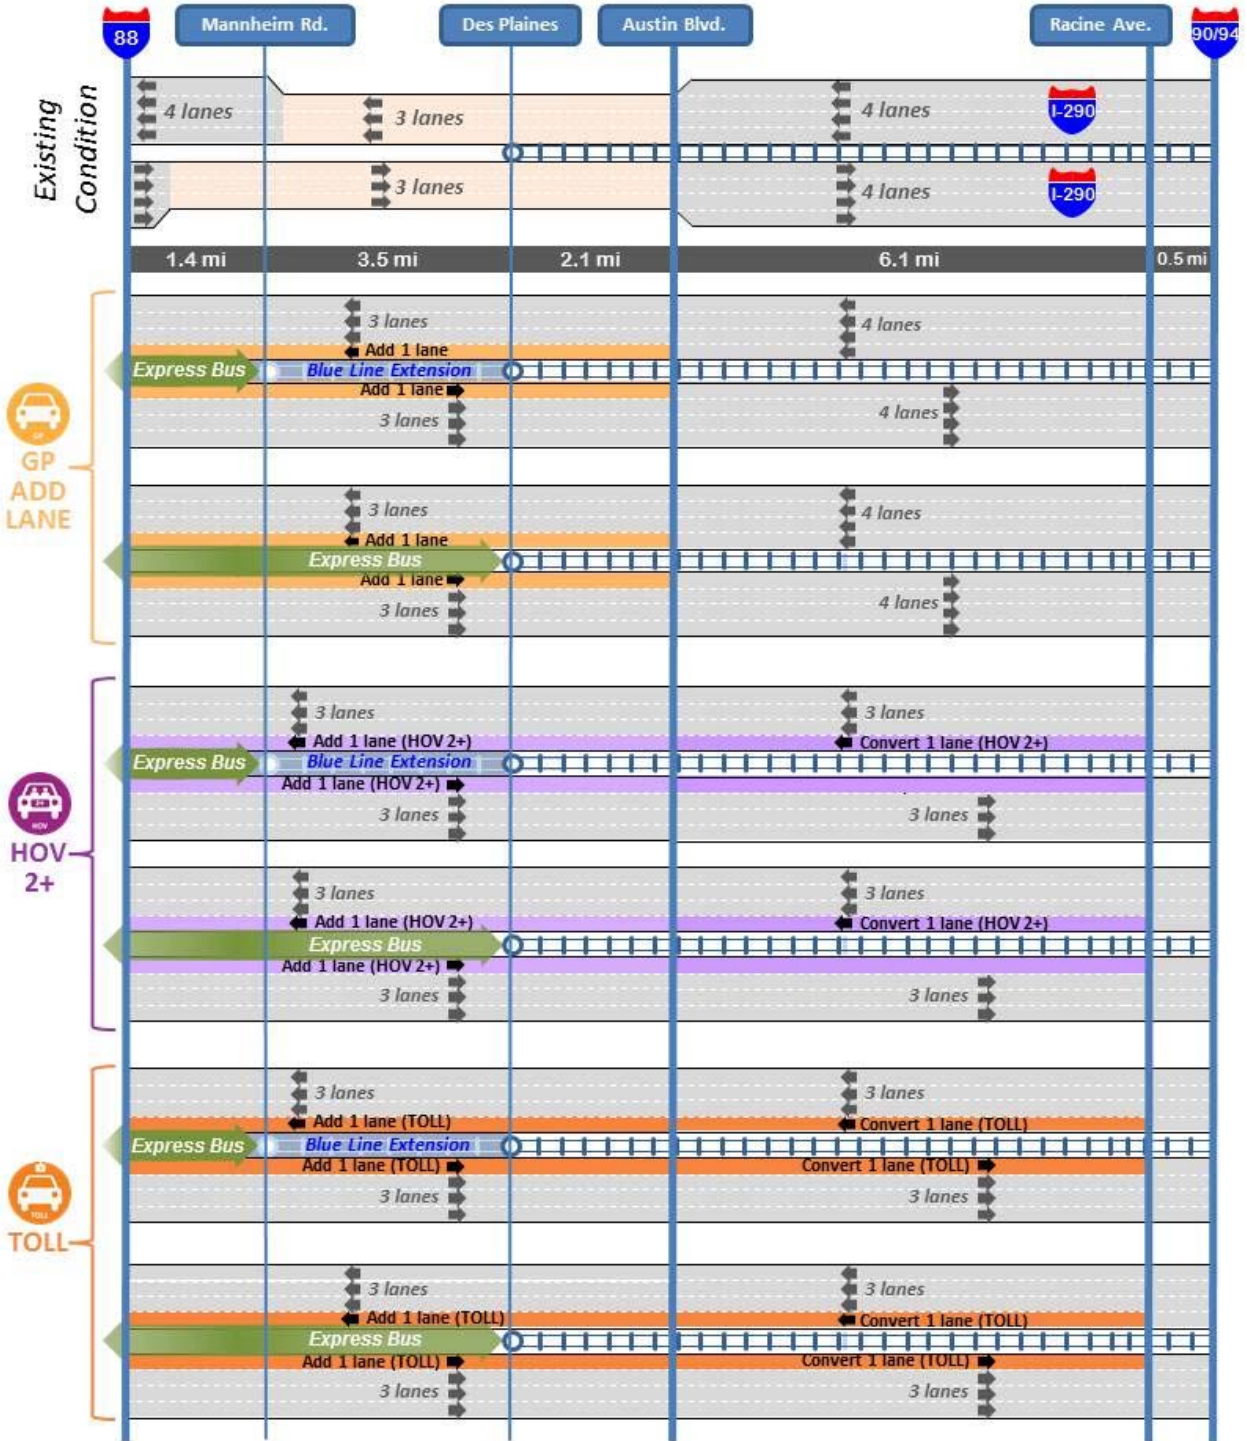 88
Mannheim Rd.
Des Plaines
Austin Blvd.
Racine Ave.
90/94
Existing
Condition
4 lanes
3 lanes
4 lanes
I-290
3 lanes
4 lanes
I-290
1.4 mi
3.5 mi
2.1 mi
6.1 mi
0.5 mi
GP
GP
ADD
LANE
3 lanes
4 lanes
Add 1 lane
Express Bus
Blue Line Extension
Add 1 lane
3 lanes
4 lanes
3 lanes
4 lanes
Add 1 lane
Express Bus
Add 1 lane
3 lanes
4 lanes
2+
HOV
HOV
2+
3 lanes
3 lanes
Add 1 lane (HOV 2+)
Convert 1 lane (HOV 2+)
Express Bus
Blue Line Extension
Add 1 lane (HOV 2+)
3 lanes
3 lanes
3 lanes
3 lanes
Add 1 lane (HOV 2+)
Convert 1 lane (HOV 2+)
Express Bus
Add 1 lane (HOV 2+)
3 lanes
3 lanes
TOLL
TOLL
3 lanes
3 lanes
Add 1 lane (TOLL)
Convert 1 lane (TOLL)
Express Bus
Blue Line Extension
Add 1 lane (TOLL)
Convert 1 lane (TOLL)
3 lanes
3 lanes
3 lanes
3 lanes
Add 1 lane (TOLL)
Convert 1 lane (TOLL)
Express Bus
Add 1 lane (TOLL)
Convert 1 lane (TOLL)
3 lanes
3 lanes